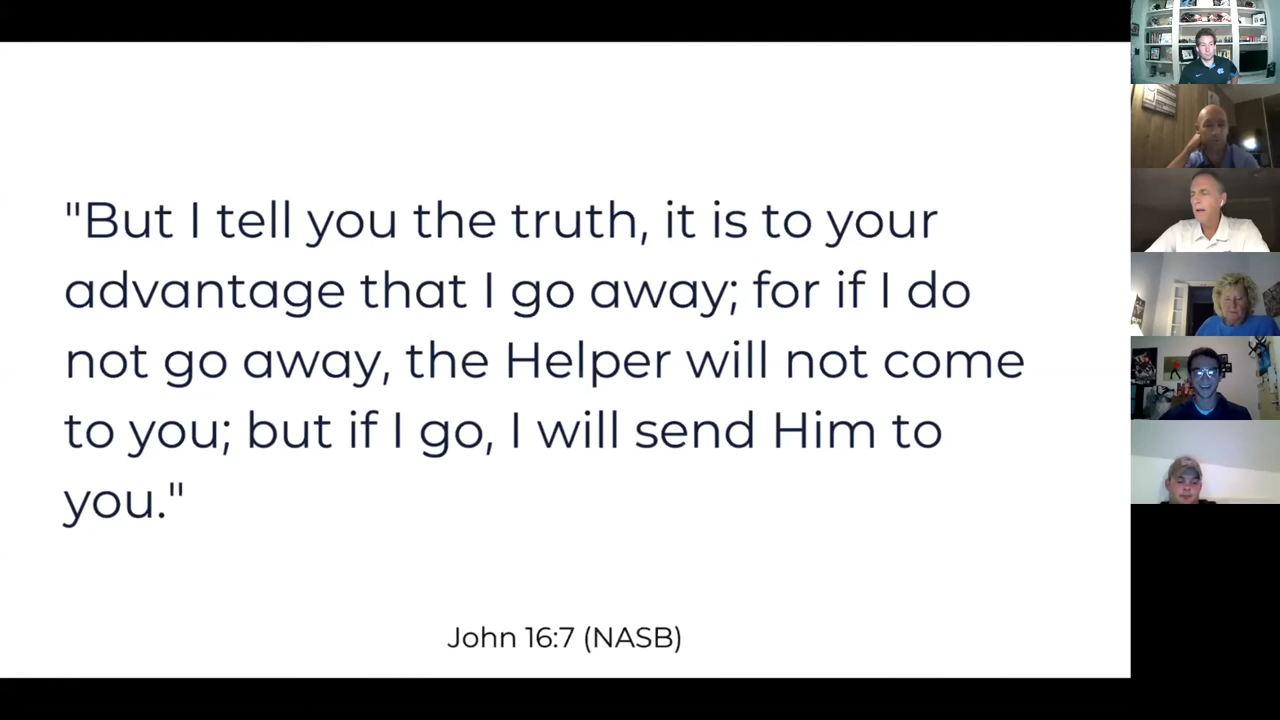 "But I tell you the truth, it is to your
advantage that I go away; for if I do
not go away, the Helper will not come
to you; but if I go, I will send Him to
you."
John 16:7 (NASB)